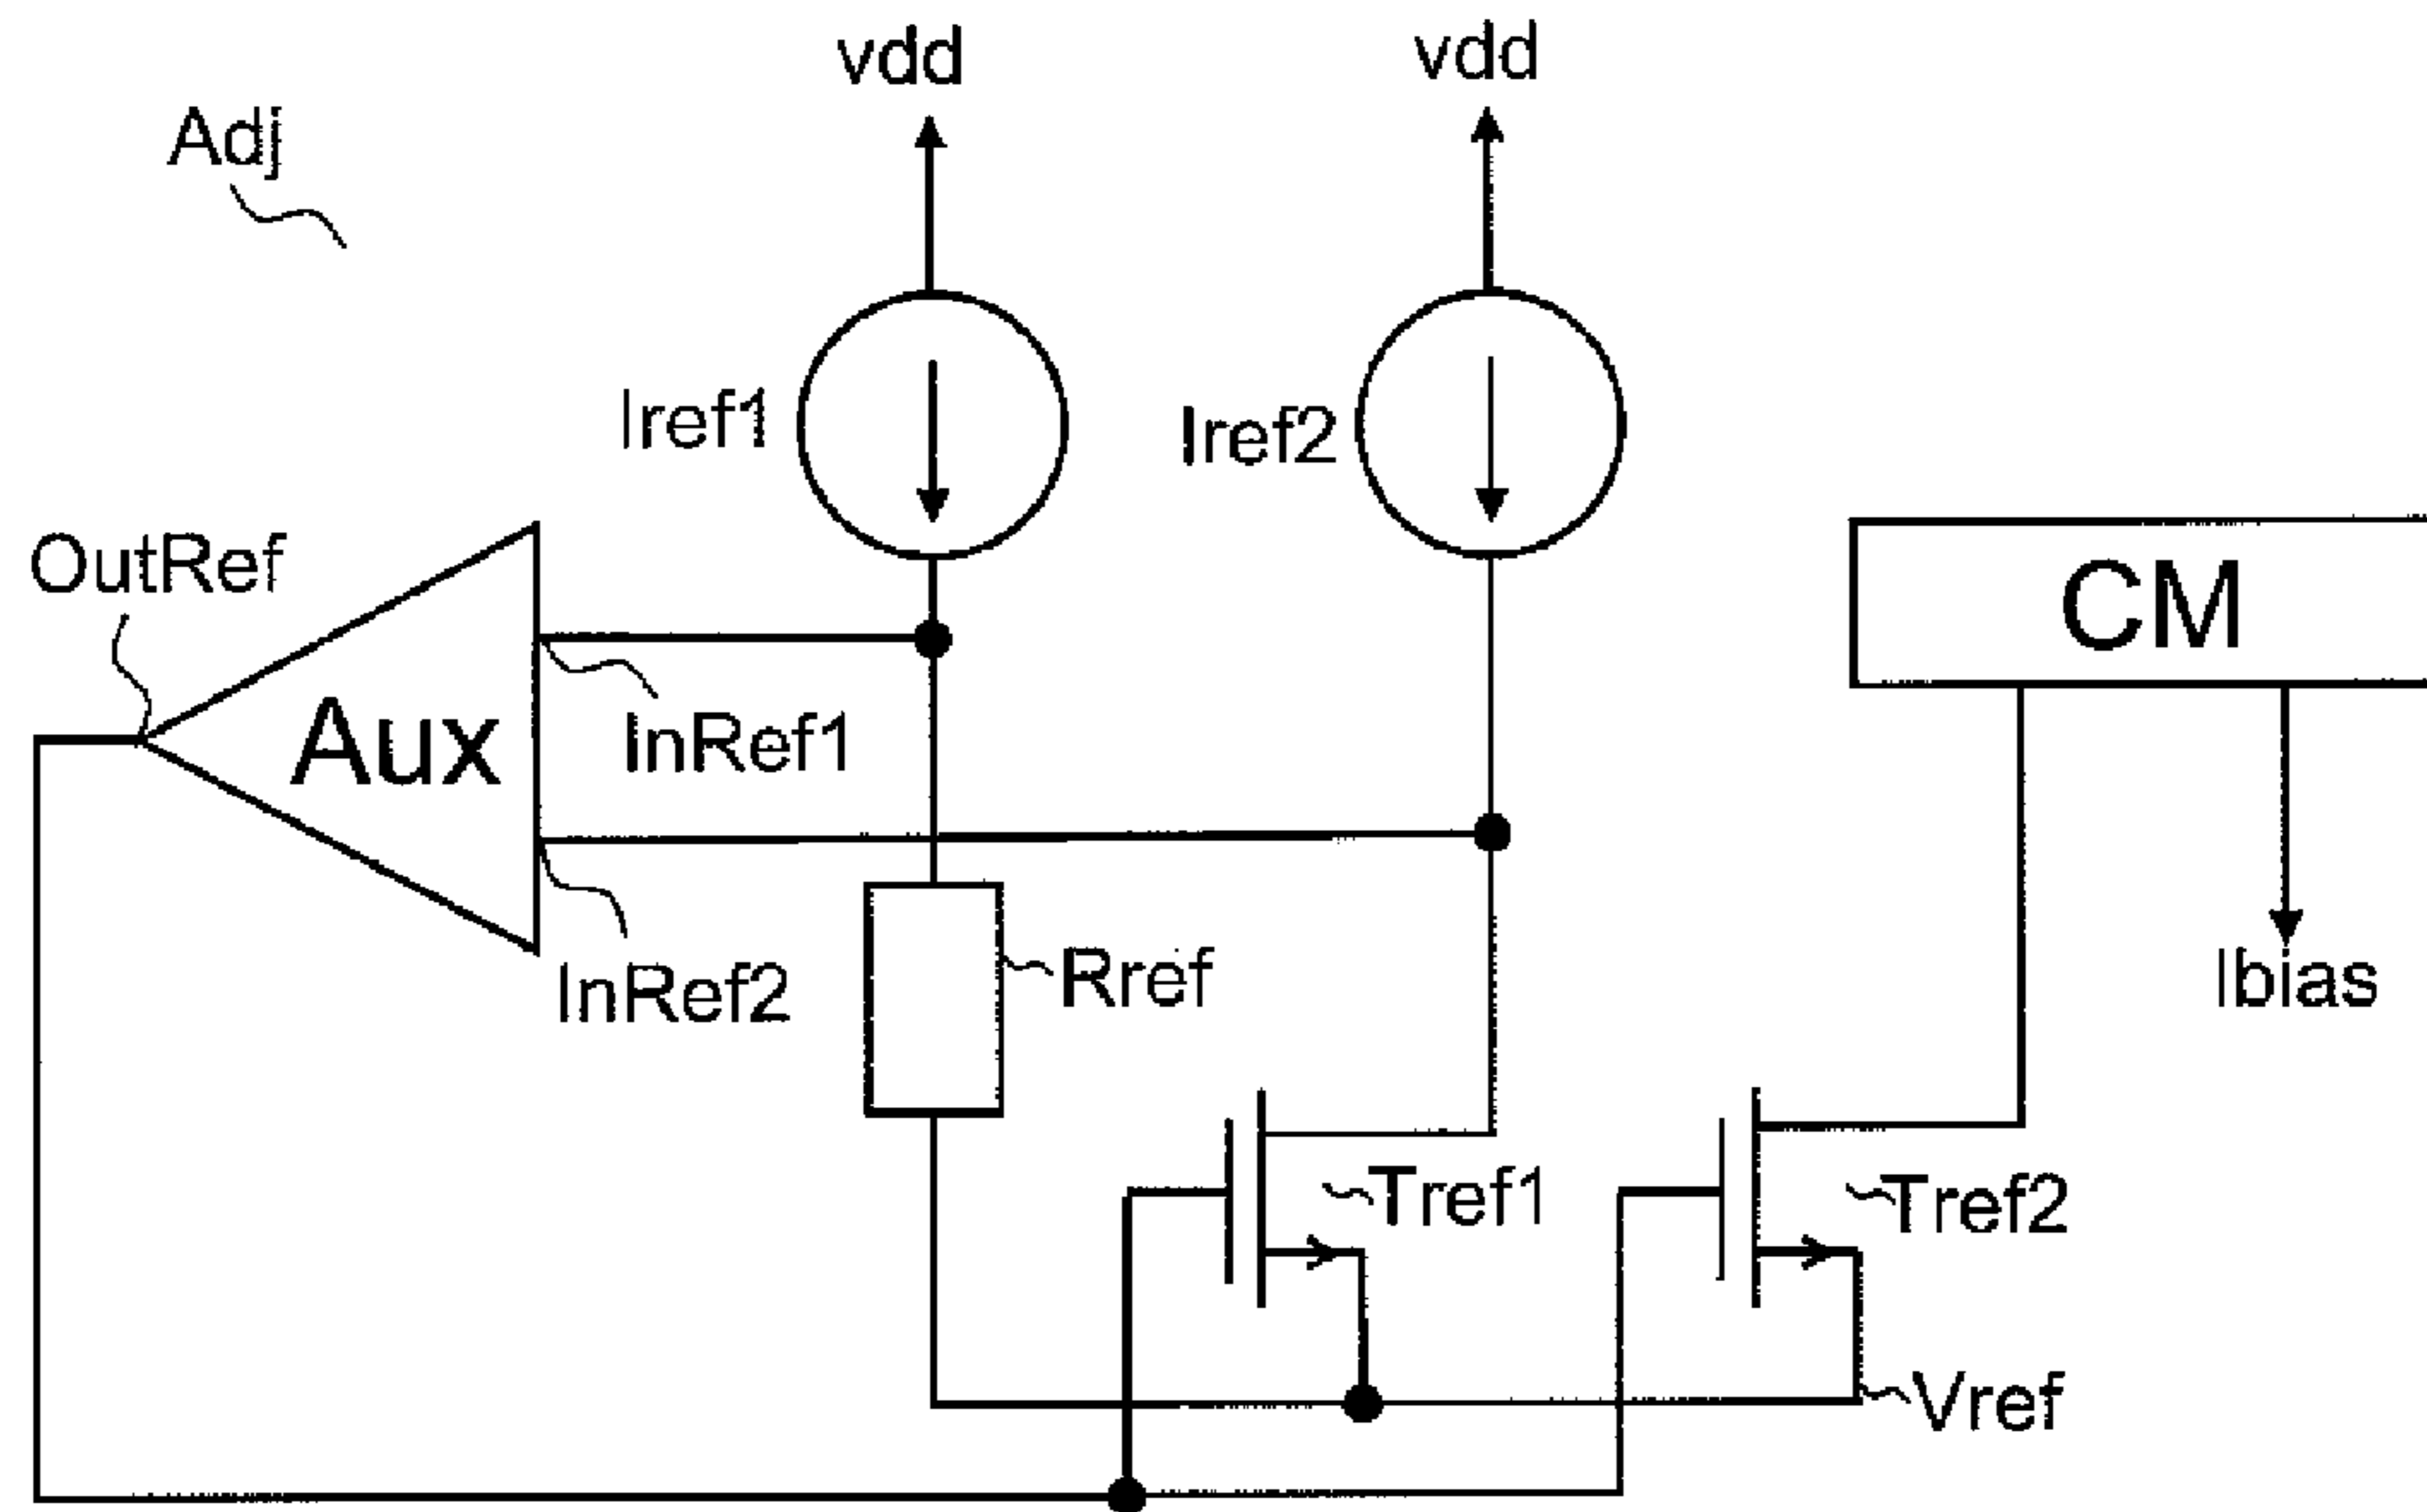 vdd
vdd
Adj
Iref1
Iref2
OutRef
CM
Aux
InRef1
InRef2
Rref
Ibias
Tref1
Tref2
Vref